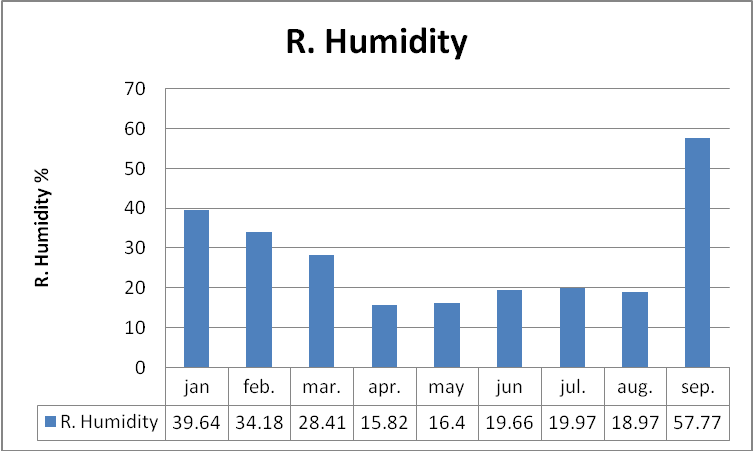 R. Humidity
R. Humidity %
70
60
50
40
30
20
10
0
jan feb. mar. apr. may jun jul. aug. sep.
R. Humidity 39.64 34.18 28.41 15.82 16.4 19.66 19.97 18.97 57.77